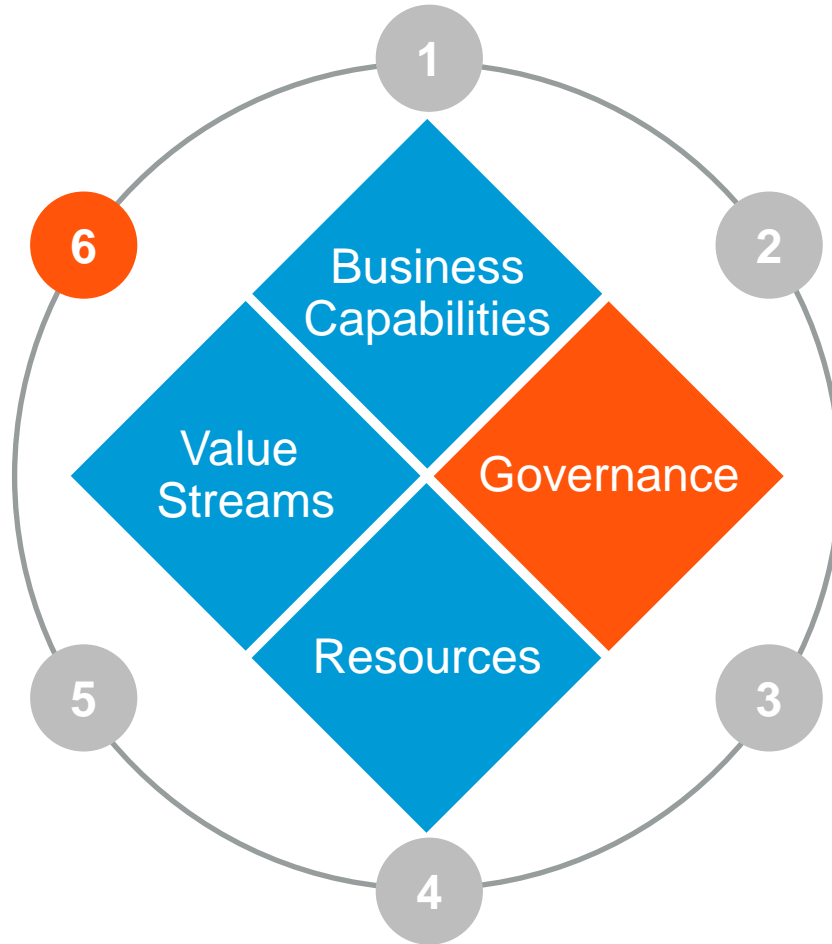 1
6
2
Business
Capabilities
Value
Streams
Governance
Resources
5
3
4